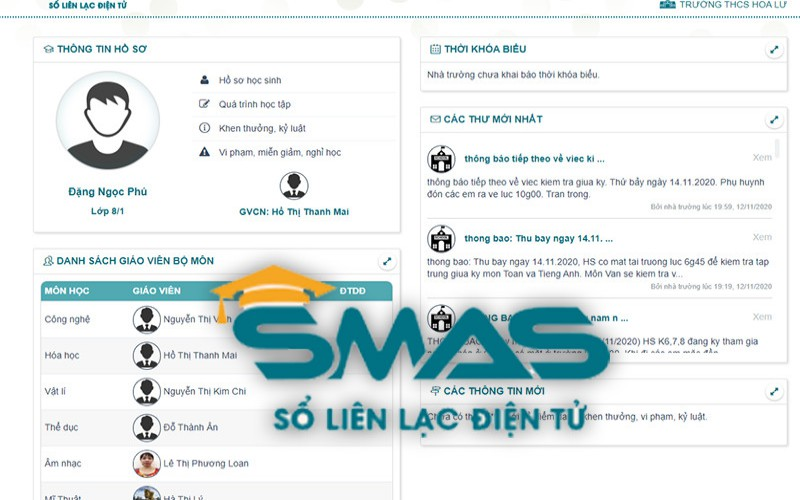 SỔ LIÊN LẠC ĐIỆN TỬ
TRƯỜNG THCS HOA LƯ
THÔNG TIN HỒ SƠ
Hồ sơ học sinh
Quá trình học tập
Khen thưởng, kỷ luật
Vi phạm, miễn giảm, nghỉ học
Đặng Ngọc Phú
Lớp 8/1
GVCN: Hồ Thị Thanh Mai
DANH SÁCH GIÁO VIÊN BỘ MÔN
MÔN HỌC GIÁO VIÊN ĐTDĐ
Công nghệ Nguyễn Thị
Hóa học Hồ Thị Thanh Mai
Vật lí Nguyễn Thị Kim Chi
Thể dục Đỗ Thành Ân
Âm nhạc Lê Thị Phương Loan
Mĩ Thuật Hà Thị Lý
THỜI KHÓA BIỂU
Nhà trường chưa khai báo thời khóa biểu.
CÁC THƯ MỚI NHẤT
thông báo tiếp theo về viec ki ... Xem
thông báo tiếp theo về viec kiem tra giua ky. Thứ bảy ngày 14.11.2020. Phụ huynh
đón các em ra ve luc 10g00. Tran trong.
Bởi nhà trường lúc 19:59, 12/11/2020
thong bao: Thu bay ngay 14.11. ... Xem
thong bao: Thu bay ngay 14.11.2020, HS co mat tai truong luc 6g45 để kiem tra tap
trung giua ky mon Toan va Tieng Anh. Môn Van se kiem tra v...
Bởi nhà trường lúc 19:19, 12/11/2020
nam n ... Xem
/11/2020) HS K6,7,8 đang ky tham gia
CÁC THÔNG TIN MỚI
khen thưởng, vi phạm, kỷ luật.
SMAS
SỔ LIÊN LẠC ĐIỆN TỬ